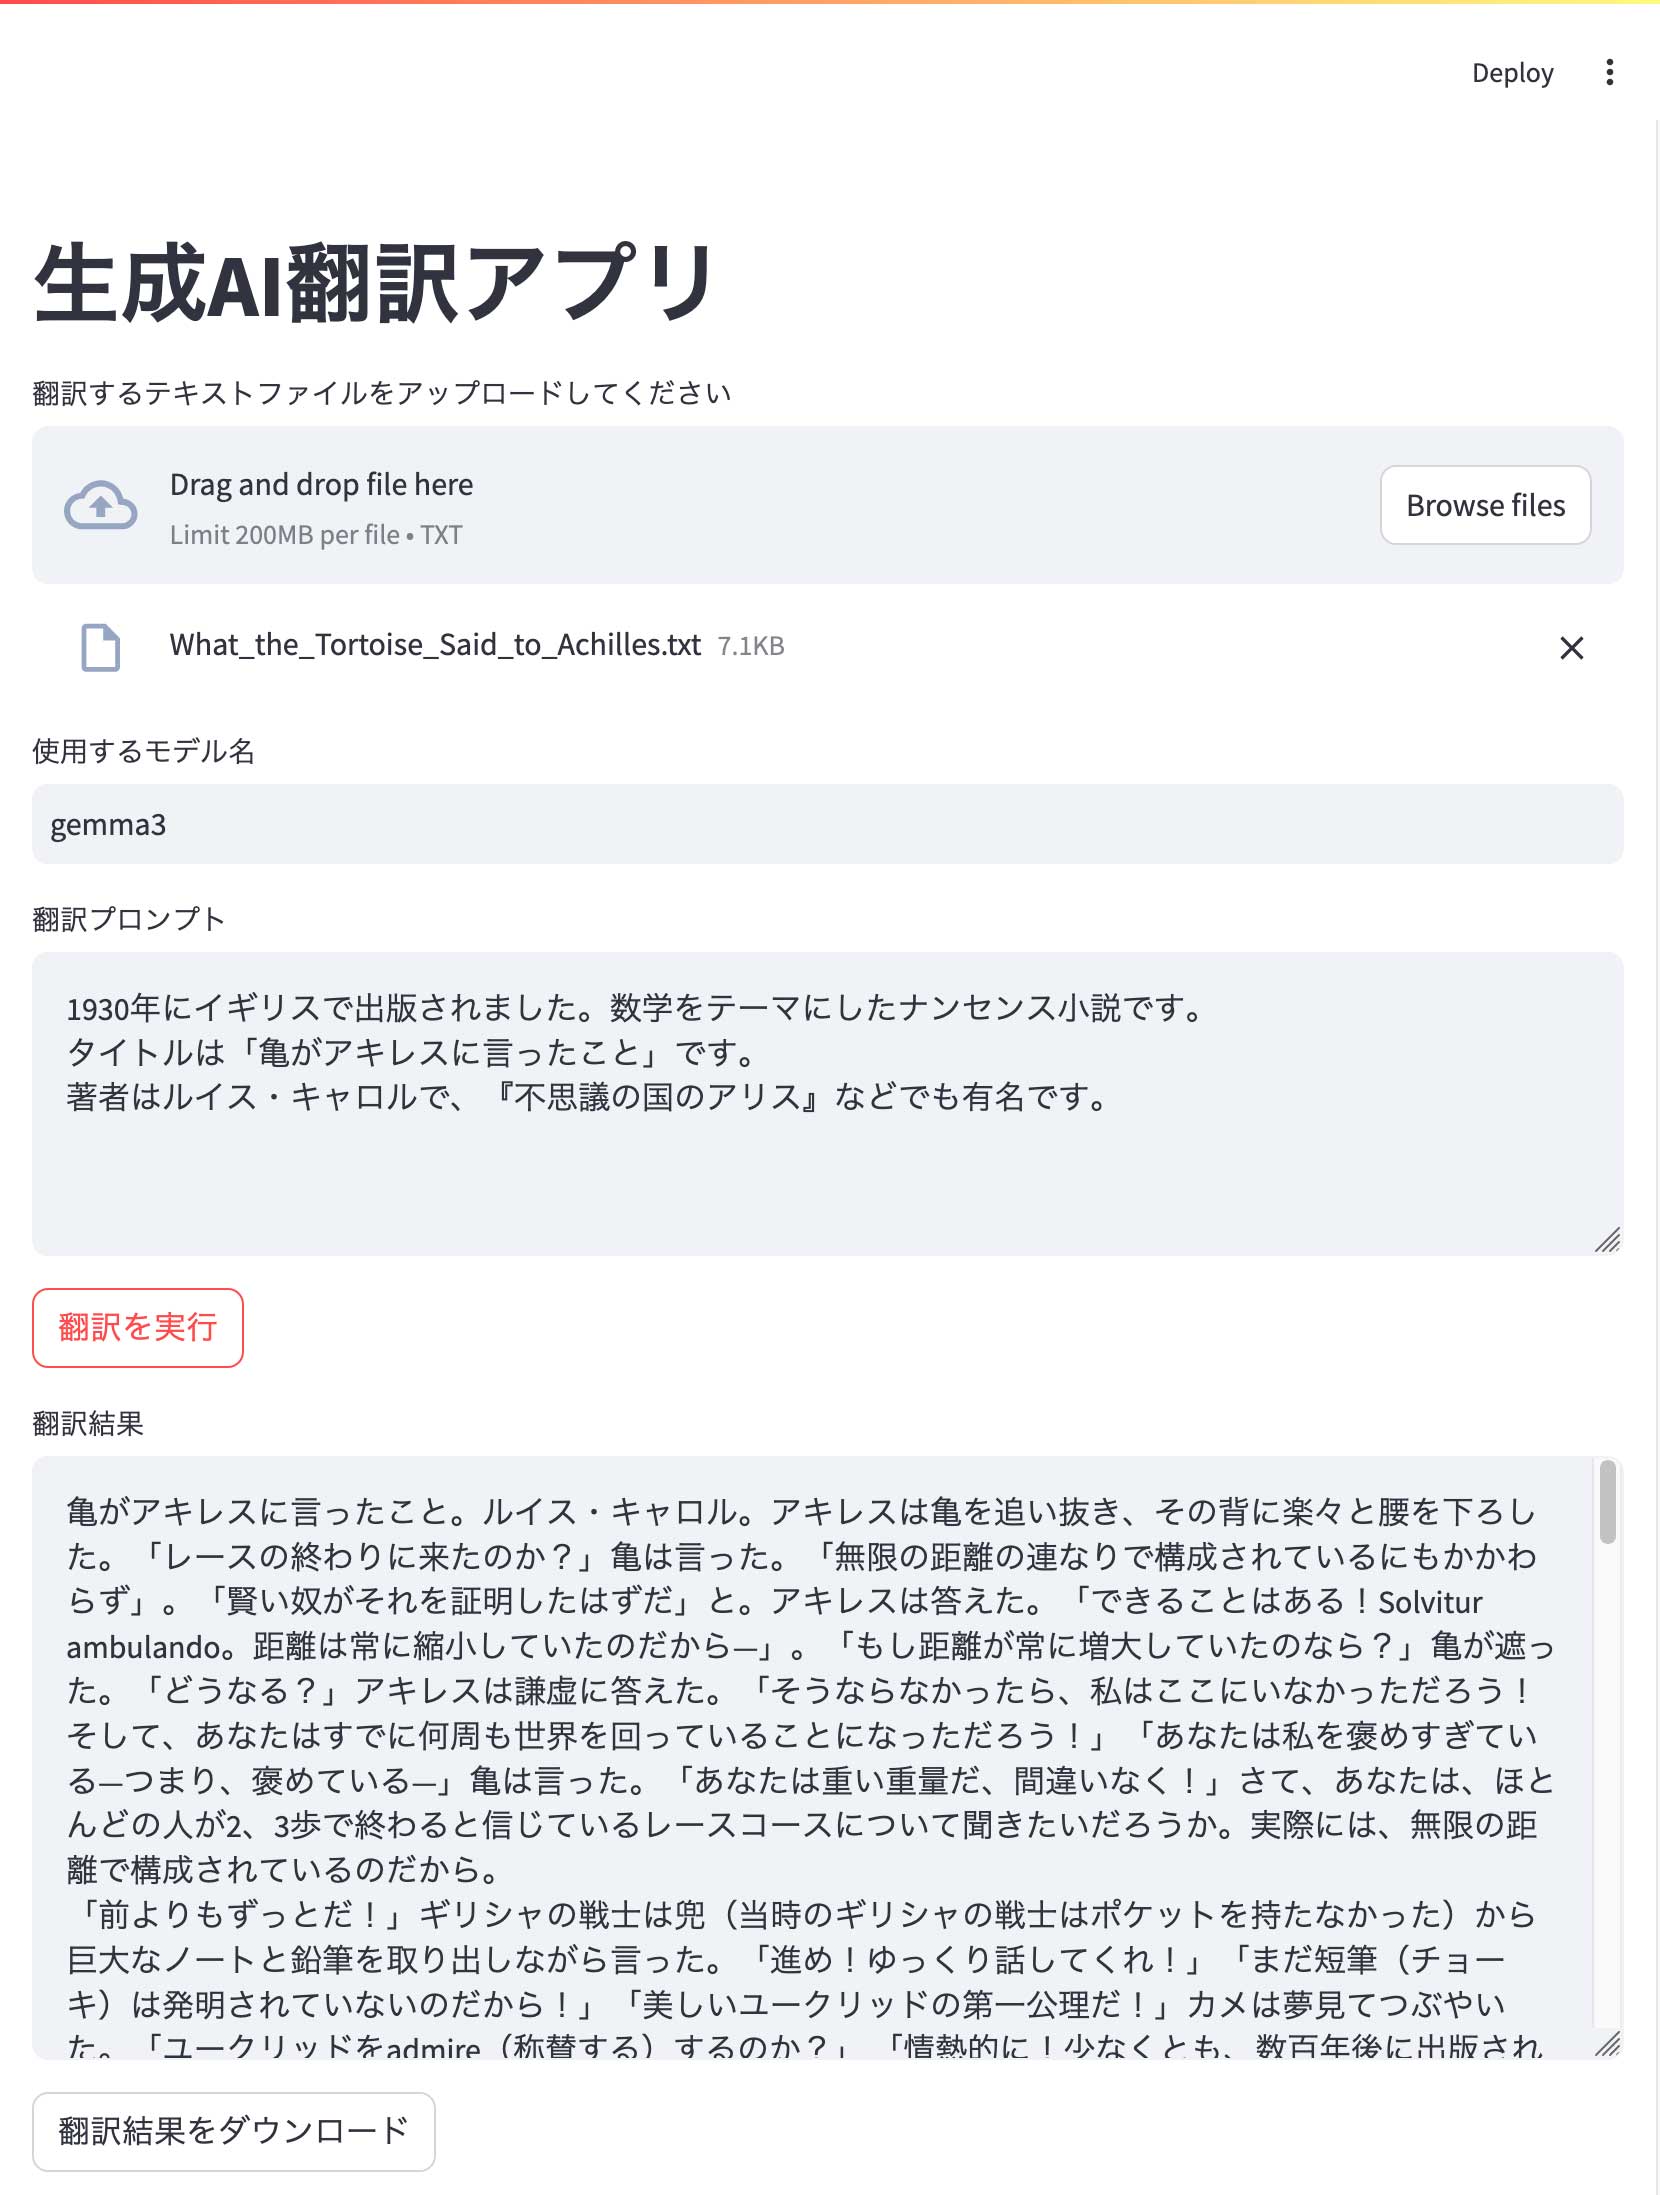 Deploy
生成AI翻訳アプリ
翻訳するテキストファイルをアップロードしてください
Drag and drop file here
Limit 200MB per file • TXT
Browse files
What_the_Tortoise_Said_to_Achilles.txt 7.1KB
使用するモデル名
gemma3
翻訳プロンプト
1930年にイギリスで出版されました。数学をテーマにしたナンセンス小説です。
タイトルは「亀がアキレスに言ったこと」です。
著者はルイス・キャロルで、『不思議の国のアリス』などでも有名です。
翻訳を実行
翻訳結果
亀がアキレスに言ったこと。ルイス・キャロル。アキレスは亀を追い抜き、その背に楽々と腰を下ろし
た。「レースの終わりに来たのか？」亀は言った。「無限の距離の連なりで構成されているにもかかわ
らず」。「賢い奴がそれを証明したはずだ」と。アキレスは答えた。「できることはある！Solvitur
ambulando。距離は常に縮小していたのだから—」。「もし距離が常に増大していたのなら？」亀が遮っ
た。「どうなる？」アキレスは謙虚に答えた。「そうならなかったら、私はここにいなかっただろう！
そして、あなたはすでに何周も世界を回っていることになっただろう！」「あなたは私を褒めすぎてい
る—つまり、褒めている—」亀は言った。「あなたは重い重量だ、間違いなく！」さて、あなたは、ほと
んどの人が2、3歩で終わると信じているレースコースについて聞きたいだろうか。実際には、無限の距
離で構成されているのだから。
「前よりもずっとだ！」ギリシャの戦士は兜（当時のギリシャの戦士はポケットを持たなかった）から
巨大なノートと鉛筆を取り出しながら言った。「進め！ゆっくり話してくれ！」「まだ短筆（チョー
キ）は発明されていないのだから！」「美しいユークリッドの第一公理だ！」カメは夢見てつぶやい
た。「ユークリッドをadmire（称賛する）するのか？」「情熱的に！少なくとも、数百年後に出版され
翻訳結果をダウンロード